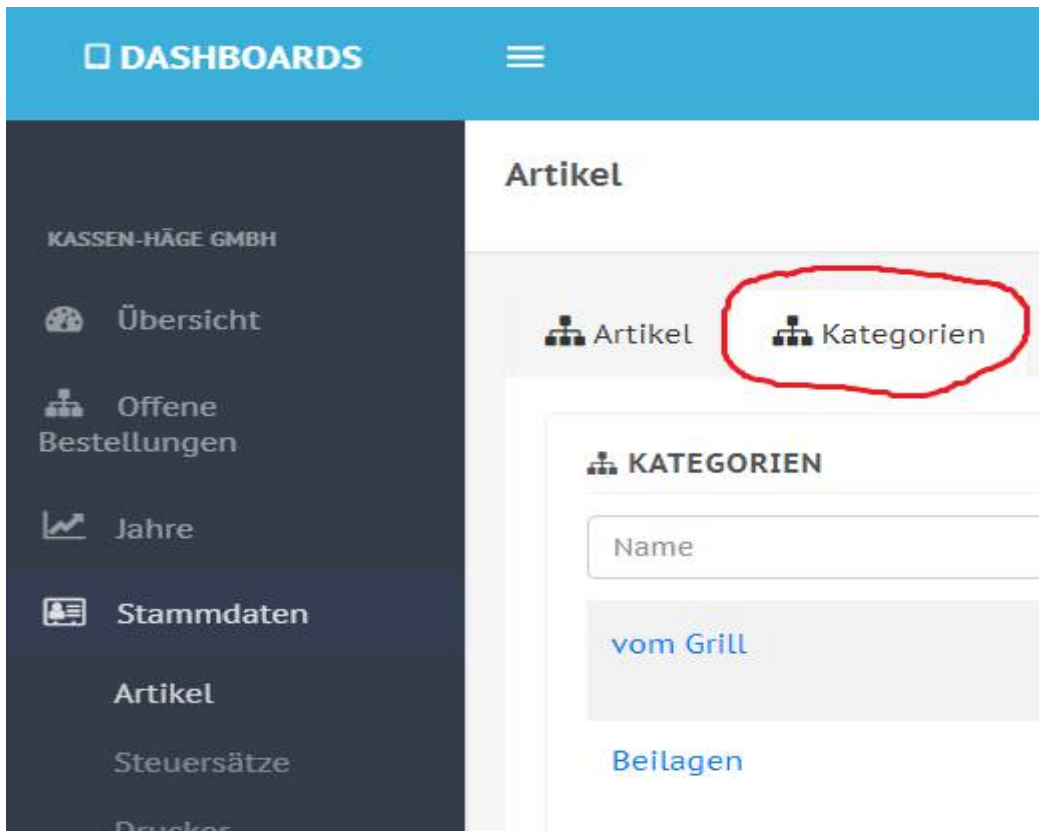 DASHBOARDS
Artikel
KASSEN-HÄGE GMBH
Übersicht
Offene
Bestellungen
Jahre
Stammdaten
Artikel
Steuersätze
Drucker
Artikel
Kategorien
KATEGORIEN
Name
vom Grill
Beilagen